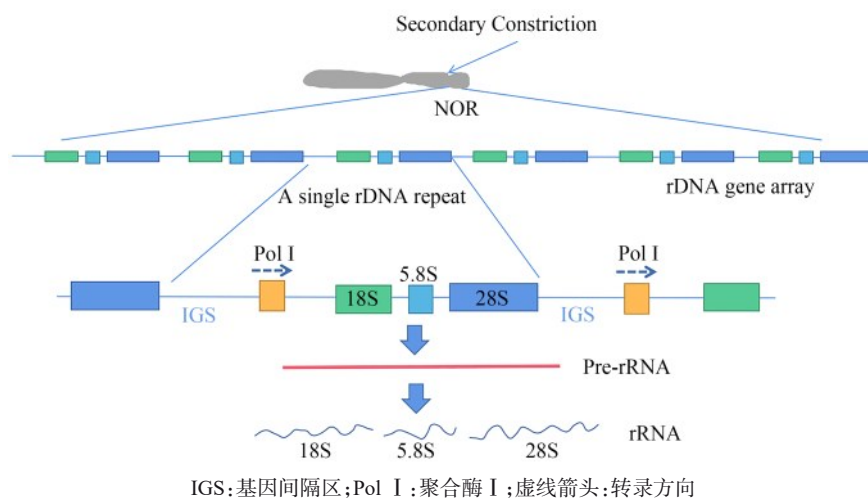 Secondary Constriction
NOR
A single rDNA repeat
rDNA gene array
Pol I
Pol I
5.8S
18S
28S
IGS
IGS
Pre-rRNA
rRNA
18S
5.8S
28S
IGS:基因间隔区;Pol Ⅰ:聚合酶Ⅰ;虚线箭头:转录方向